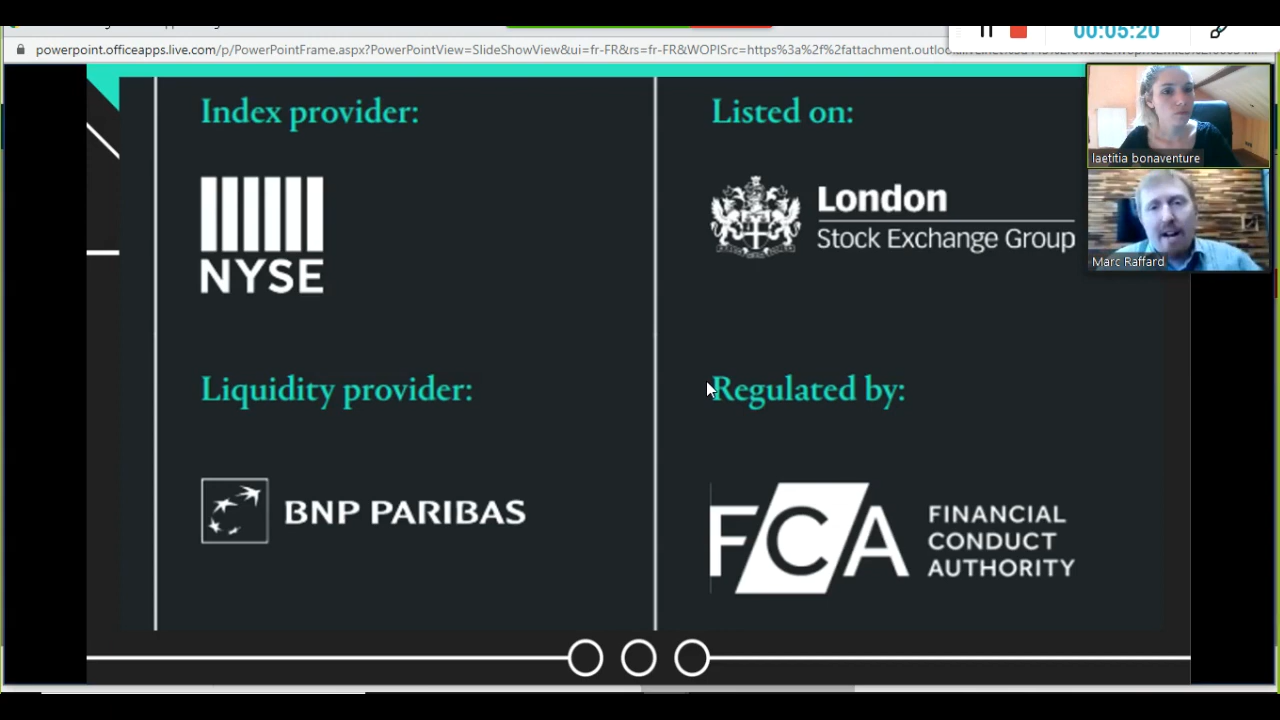 00:05:20
powerpoint.officeapps.live.com/p/PowerPointFrame.aspx?PowerPointView=SlideShowView&ui=fr-FR&rs=fr-FR&WOPISrc=https%3a%2f%2fattachment.outlo
Index provider:
Listed on:
laetitia bonaventure
NYSE
London
Stock Exchange Group
Marc Raffard
Liquidity provider:
Regulated by:
BNP PARIBAS
FCA
FINANCIAL
CONDUCT
AUTHORITY